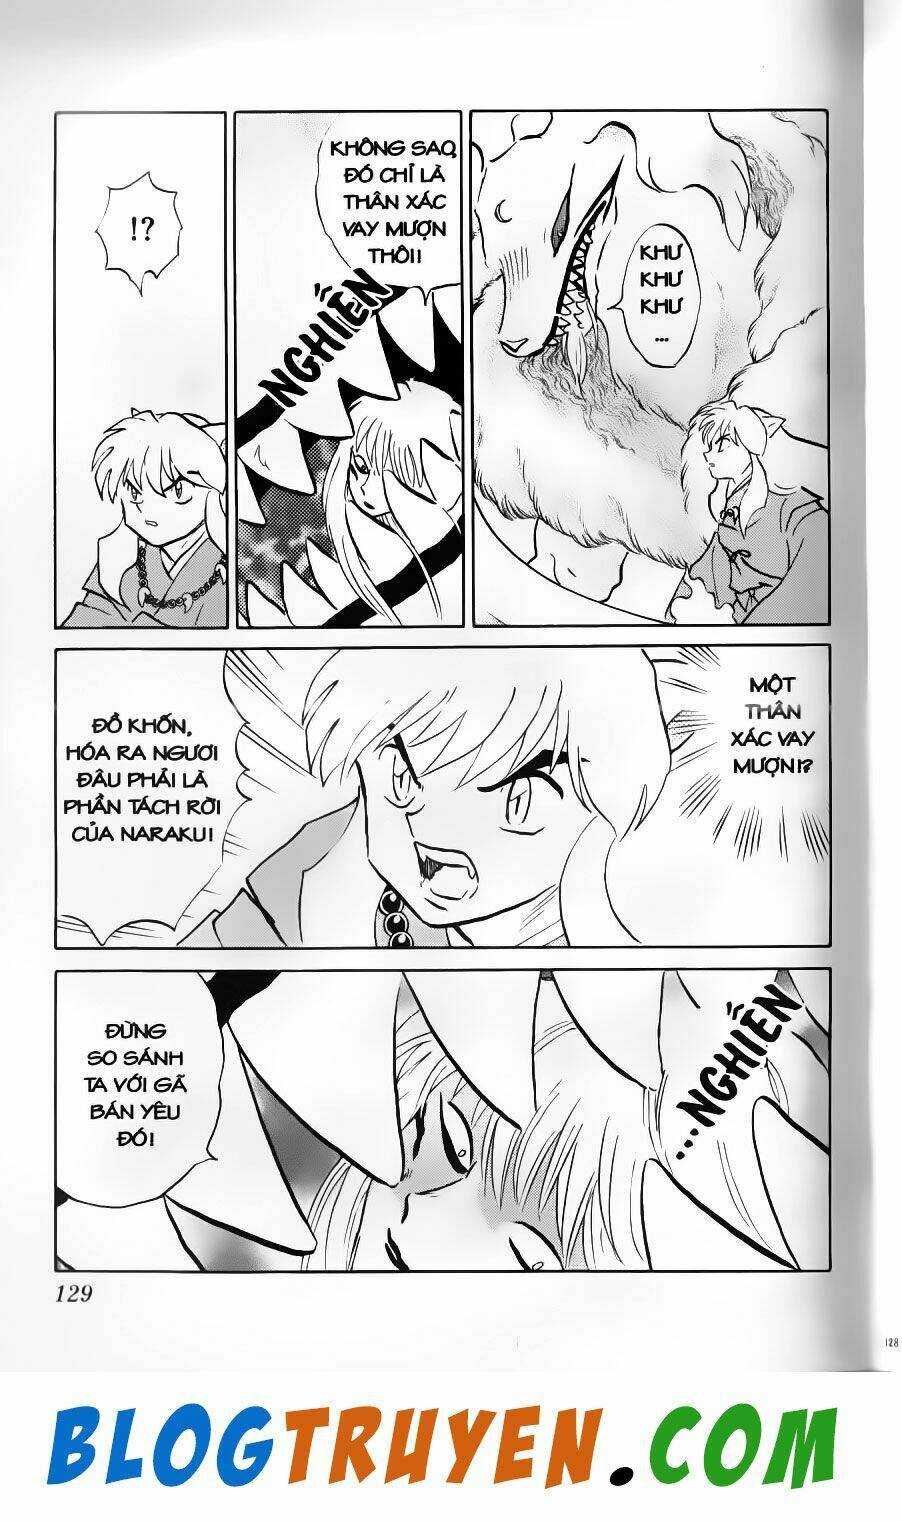 KHƯ
KHƯ
KHƯ
...
KHÔNG SAO,
ĐÓ CHỈ LÀ
THÂN XÁC
VAY MƯỢN
THÔI!
NGHIẾN
!?
MỘT
THÂN
XÁC VAY
MƯỢN!?
ĐỒ KHỐN,
HÓA RA NGƯƠI
ĐÂU PHẢI LÀ
PHẦN TÁCH RỜI
CỦA NARAKU!
...NGHIẾN
ĐỪNG
SO SÁNH
TA VỚI GÃ
BÁN YÊU
ĐÓ!
129
128
BLOGTRUYEN.COM